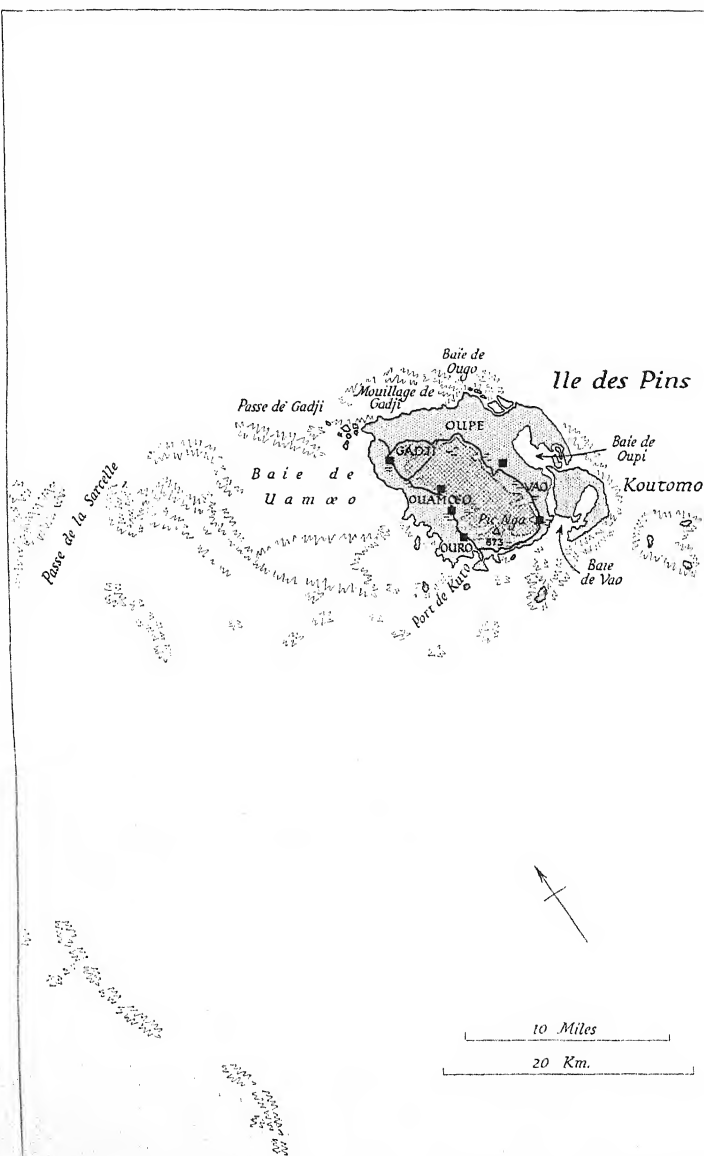 Baie de
Ougo
Ile des Pins
Mouillage de
Gadji
Passe de Gadji
OUPE
Baie de
Oupi
GADJI
Baie de
Uamœo
Koutomo
VAO
OUAMŒO
Pic Nga
873
OURO
Passe de la Sarcelle
Port de Kuto
Baie
de Vao
10 Miles
20 Km.